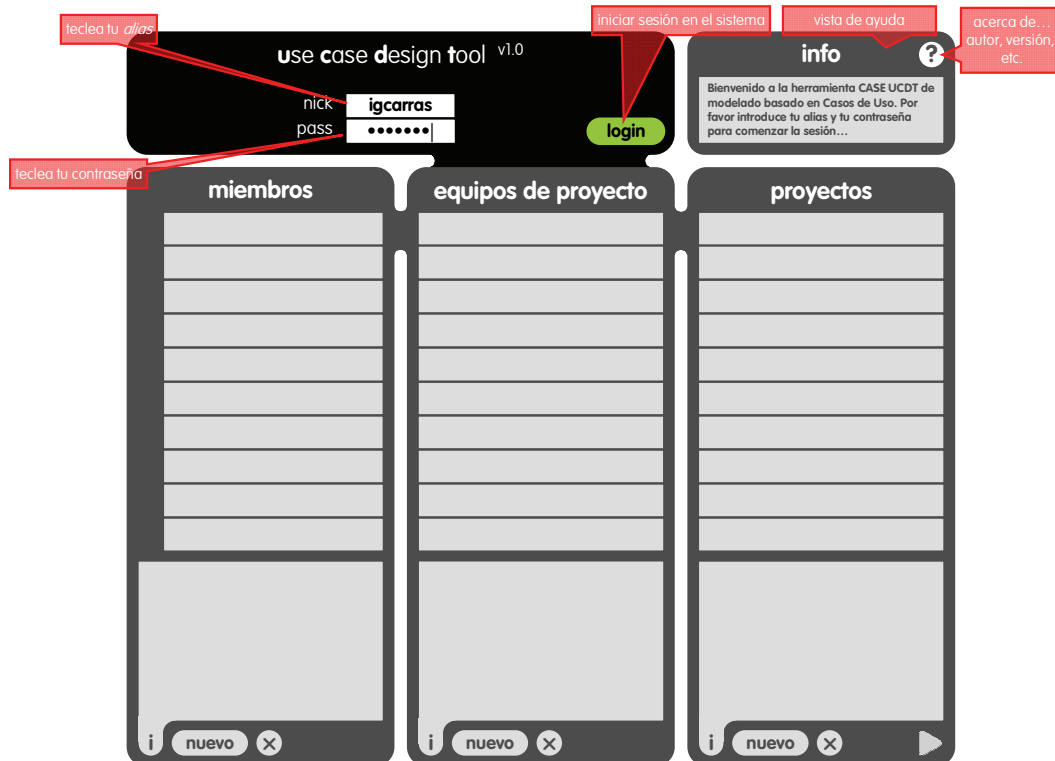 teclea tu alias
iniciar sesión en el sistema
vista de ayuda
acerca de…
autor, versión,
etc.
use case design tool v1.0
info
?
nick igcarras
pass •••••••
login
Bienvenido a la herramienta CASE UCDT de
modelado basado en Casos de Uso. Por
favor introduce tu alias y tu contraseña
para comenzar la sesión…
teclea tu contraseña
miembros
equipos de proyecto
proyectos
i nuevo
i nuevo
i nuevo